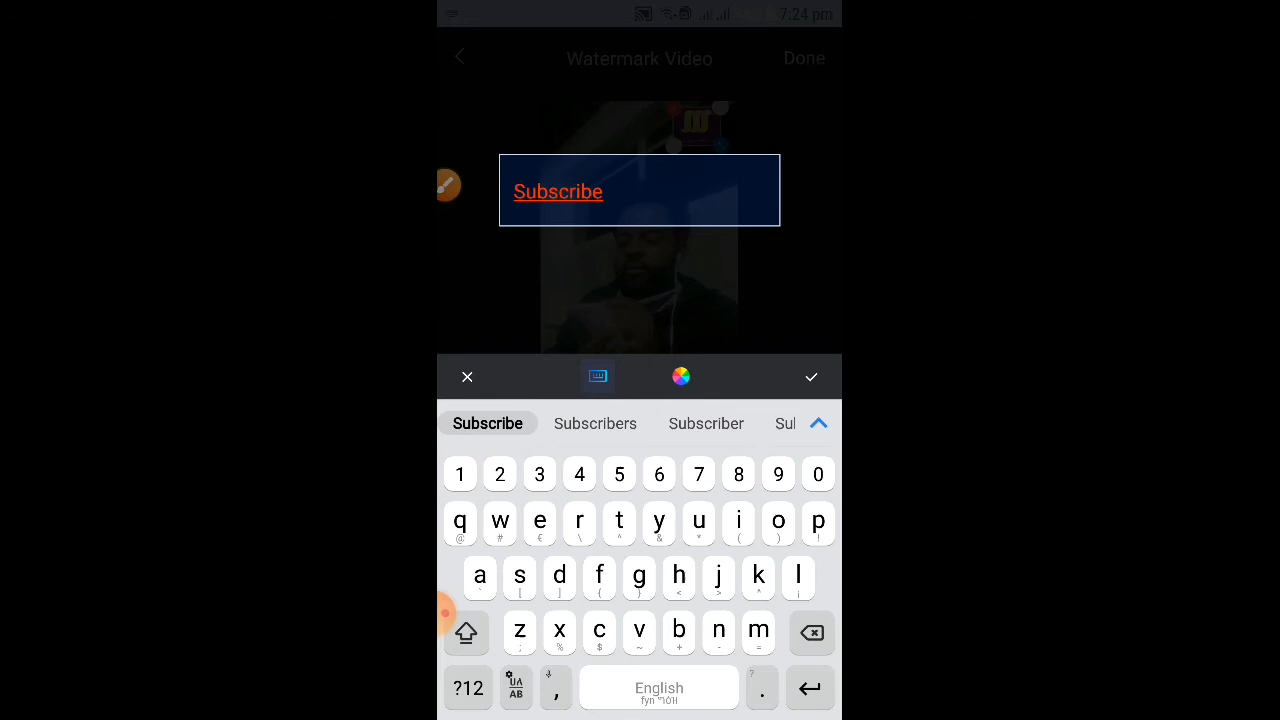 7:24 pm
Watermark Video
Done
Subscribe
Subscribe Subscribers Subscriber Sul
1 2 3 4 5 6 7 8 9 0
q w e r t y u i o p
@ # € \ ^ & * ( ) !
a s d f g h j k l
z x c v b n m
; % $ ~ + - =
?12 , English .